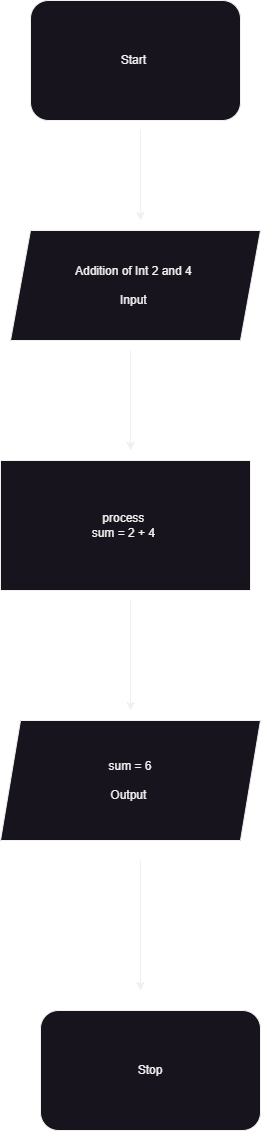 Start
Addition of Int 2 and 4
Input
process
sum = 2 + 4
sum = 6
Output
Stop